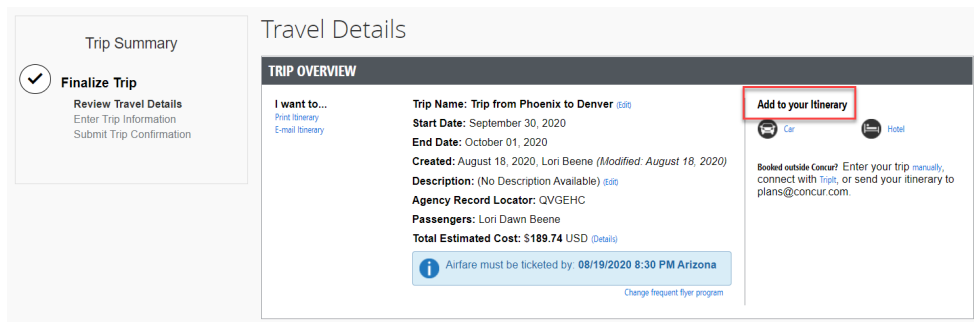 Trip Summary
Finalize Trip
Review Travel Details
Enter Trip Information
Submit Trip Confirmation
Travel Details
TRIP OVERVIEW
I want to...
Print Itinerary
E-mail Itinerary
Trip Name: Trip from Phoenix to Denver (Edit)
Start Date: September 30, 2020
End Date: October 01, 2020
Created: August 18, 2020, Lori Beene (Modified: August 18, 2020)
Description: (No Description Available) (Edit)
Agency Record Locator: QVGEHC
Passengers: Lori Dawn Beene
Total Estimated Cost: $189.74 USD (Details)
Airfare must be ticketed by: 08/19/2020 8:30 PM Arizona
Change frequent flyer program
Add to your Itinerary
Car
Hotel
Booked outside Concur? Enter your trip manually,
connect with TripIt, or send your itinerary to
plans@concur.com.